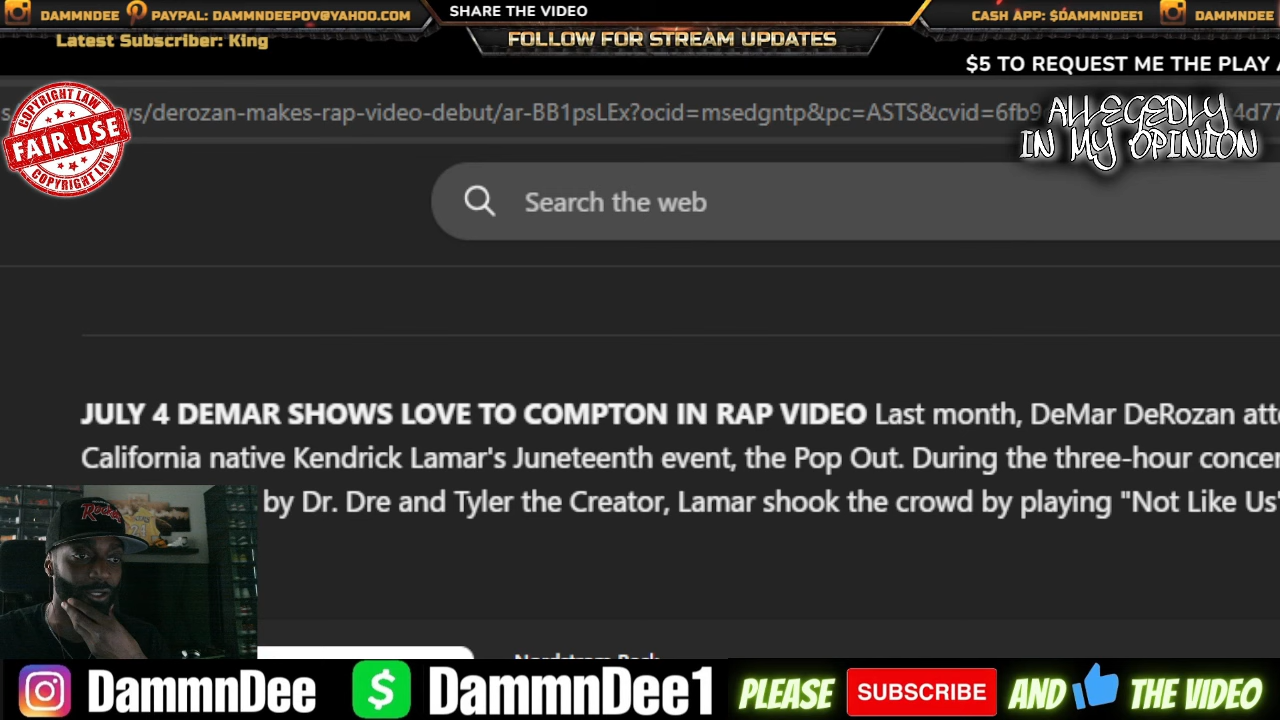 DAMMNDEE PAYPAL: DAMMNDEEPOV@YAHOO.COM
SHARE THE VIDEO
CASH APP: $DAMMNDEE1 DAMMNDEE
Latest Subscriber: King
FOLLOW FOR STREAM UPDATES
$5 TO REQUEST ME THE PLAY
COPYRIGHT LAW
FAIR USE
COPYRIGHT LAW
s/derozan-makes-rap-video-debut/ar-BB1psLEx?ocid=msedgntp&pc=ASTS&cvid=6fb9
4d77
ALLEGEDLY
IN MY OPINION
Search the web
JULY 4 DEMAR SHOWS LOVE TO COMPTON IN RAP VIDEO Last month, DeMar DeRozan atte
California native Kendrick Lamar's Juneteenth event, the Pop Out. During the three-hour concer
by Dr. Dre and Tyler the Creator, Lamar shook the crowd by playing "Not Like Us"
DammnDee
$ DammnDee1
PLEASE SUBSCRIBE AND THE VIDEO